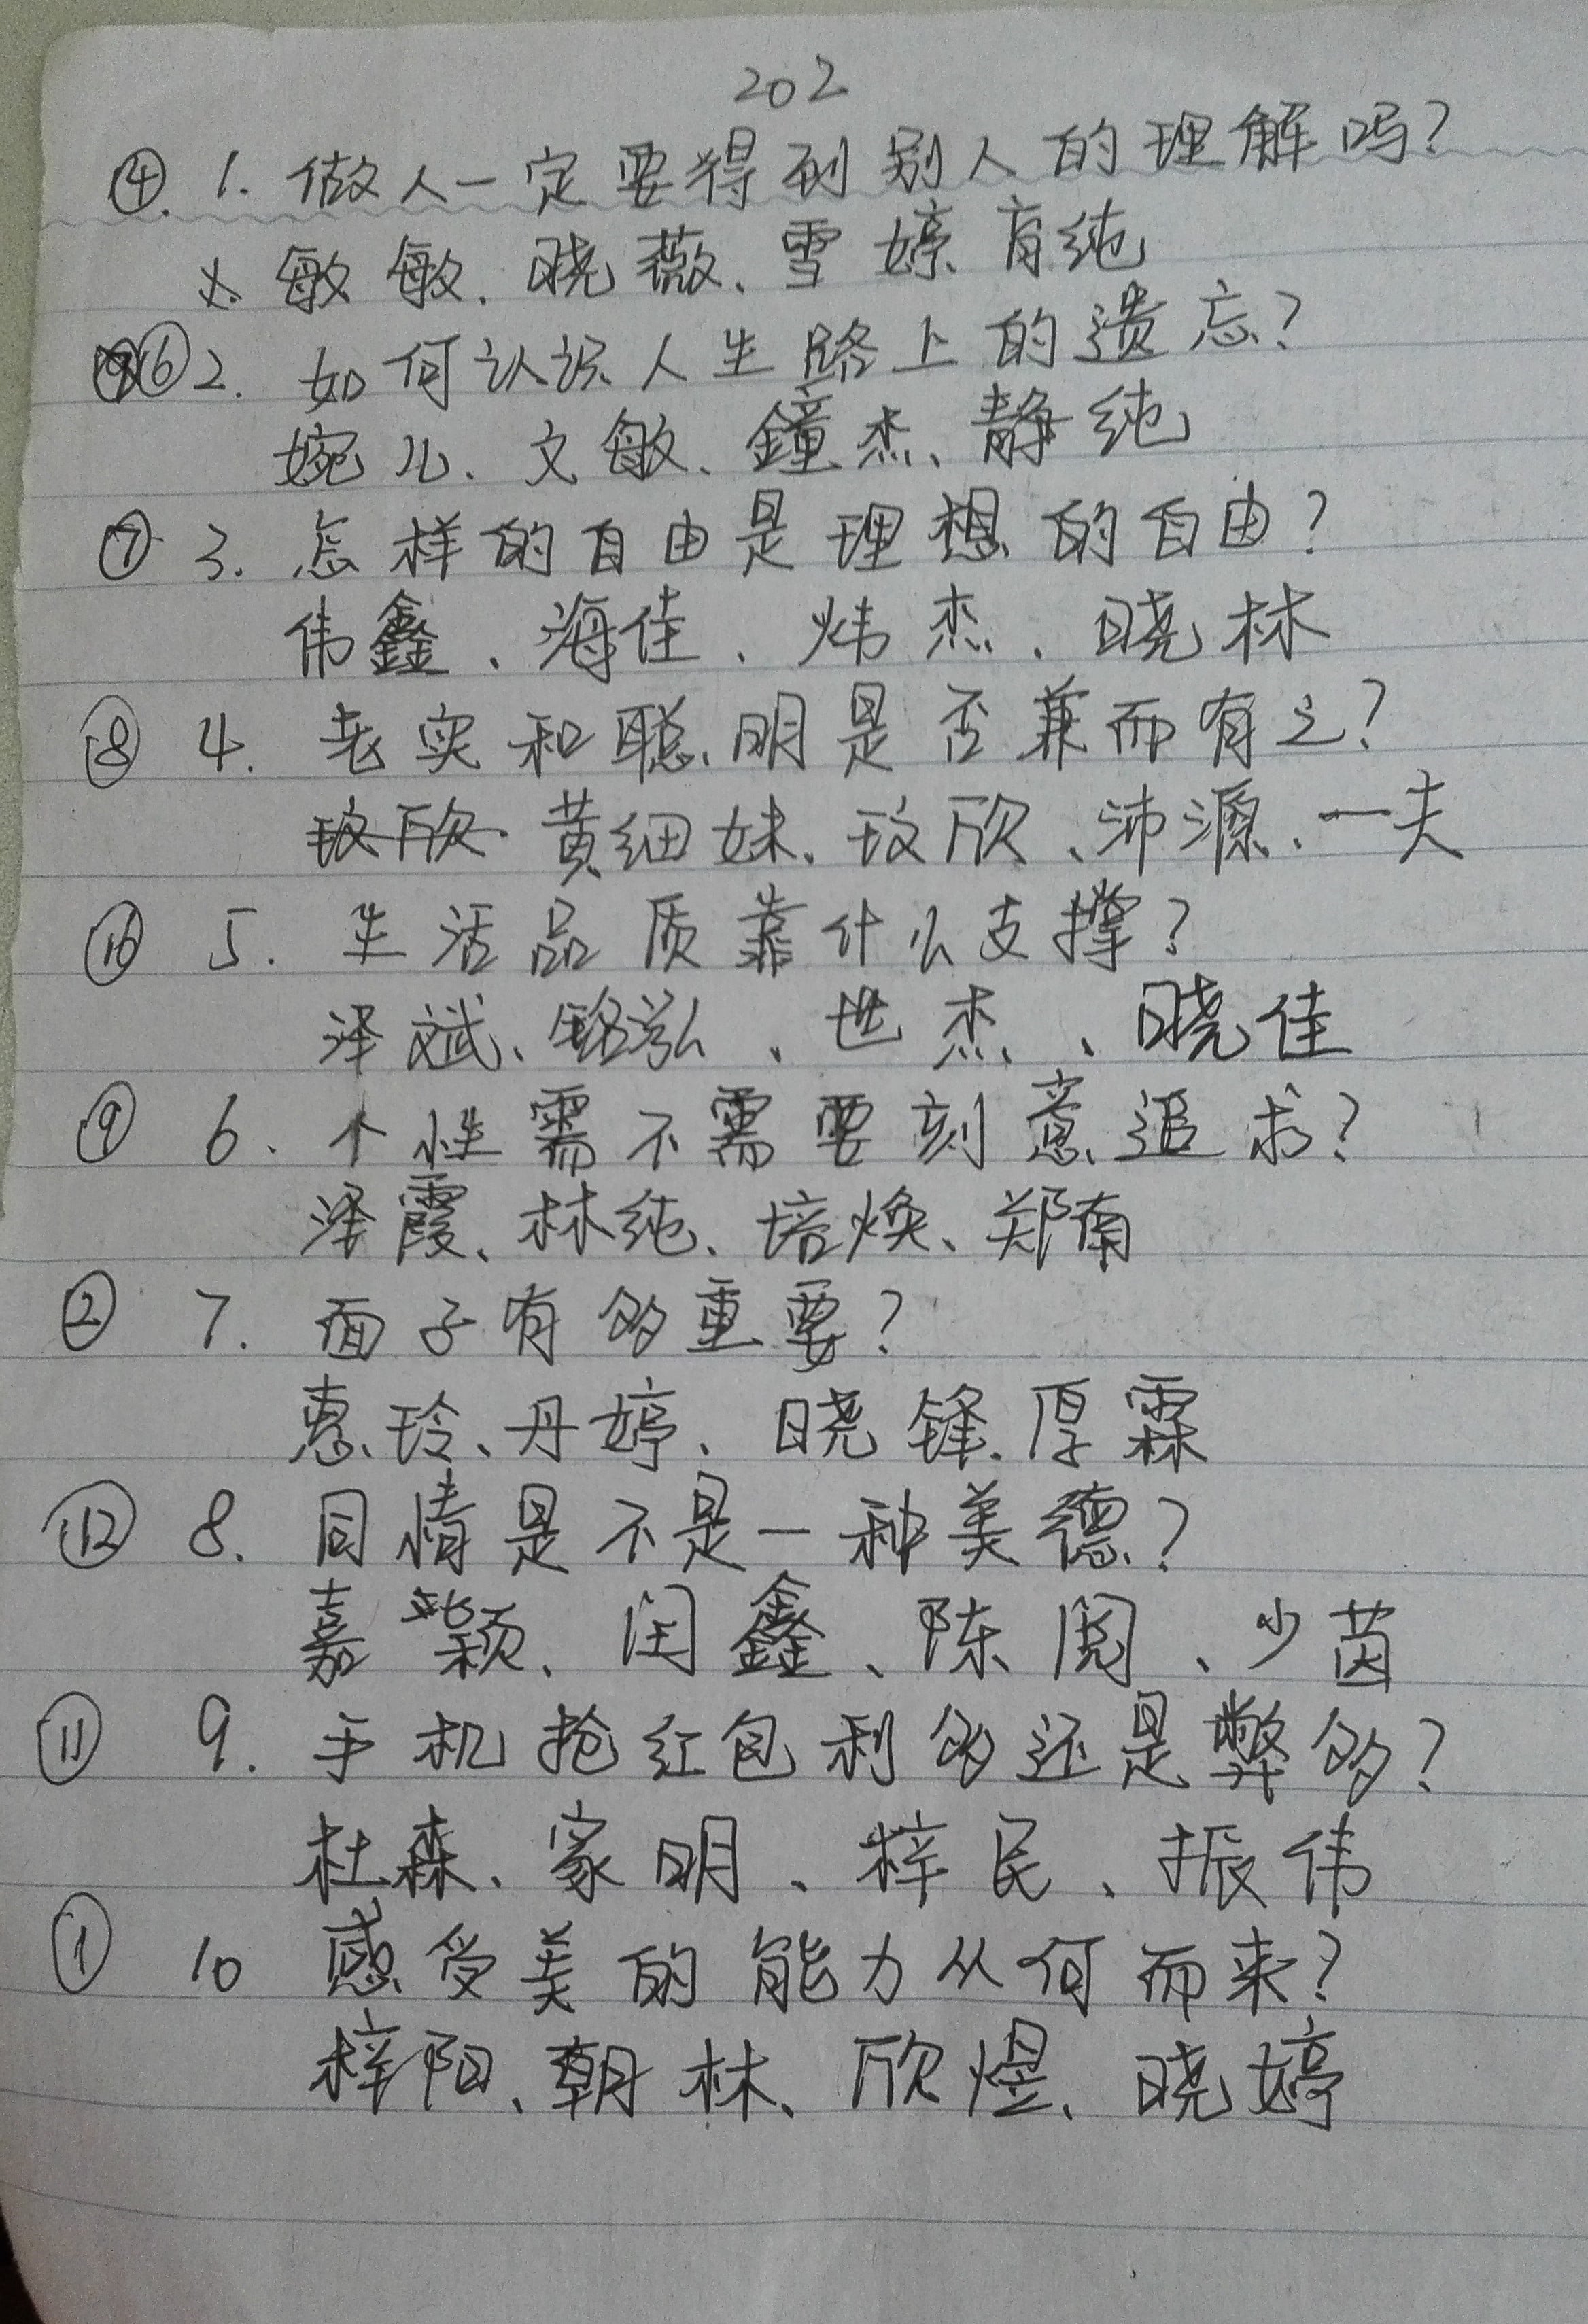 202
④. 1. 做人一定要得到别人的理解吗?
敏敏、晓薇、雪婷、育纯
⑥ 2. 如何认识人生路上的遗忘?
婉儿、文敏、鐘杰、静纯
⑦ 3. 怎样的自由是理想的自由?
伟鑫、海佳、炜杰、晓林
⑧ 4. 老实和聪明是否兼而有之?
玫欣 黄细妹、玫欣、沛源、一夫
5. 生活品质靠什么支撑?
泽斌、铭泓、世杰、晓佳
⑨ 6. 个性需不需要刻意追求?
泽霞、林纯、培焕、郑南
② 7. 面子有多重要?
惠玲、丹婷、晓锋、厚霖
⑫ 8. 同情是不是一种美德?
嘉颖、闰鑫、陈阅、少茵
⑪ 9. 手机抢红包利多还是弊多?
杜森、家明、梓民、振伟
① 10 感受美的能力从何而来?
梓阳、朝林、欣煜、晓婷